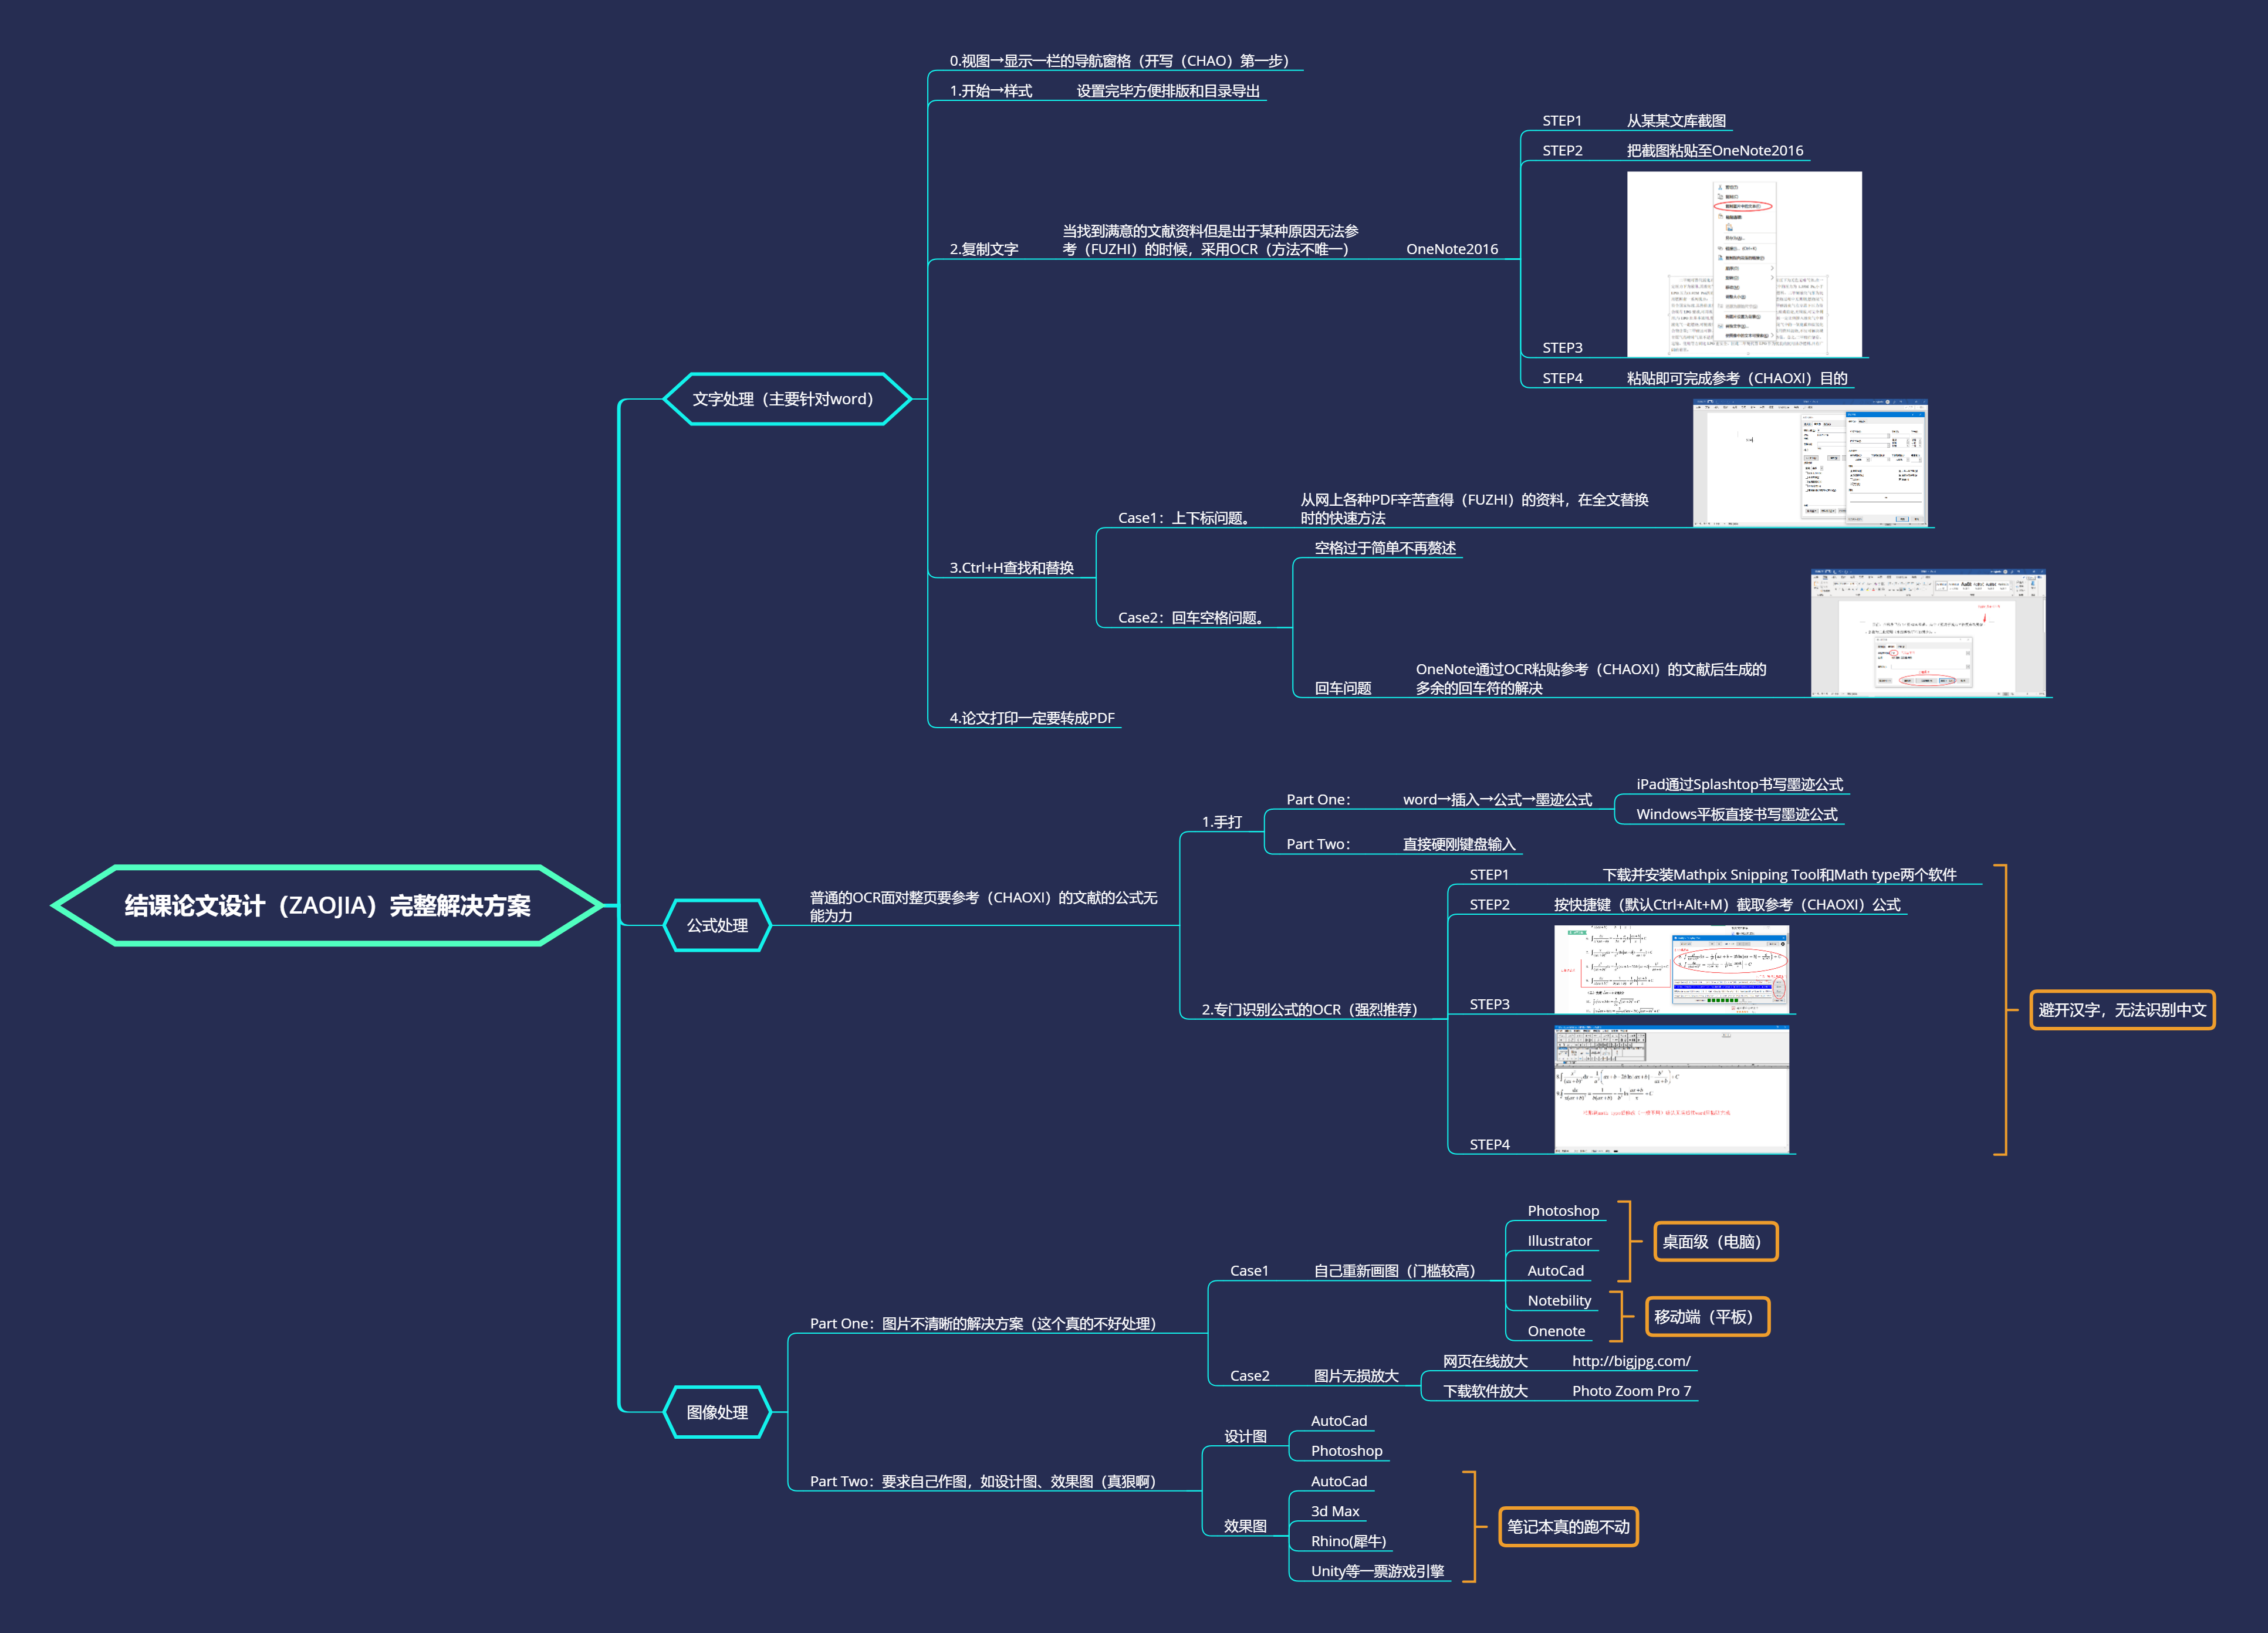 0.视图→显示一栏的导航窗格（开写（CHAO）第一步）
1.开始→样式
设置完毕方便排版和目录导出
STEP1
从某某文库截图
STEP2
把截图粘贴至OneNote2016
2.复制文字
当找到满意的文献资料但是出于某种原因无法参
考（FUZHI）的时候，采用OCR（方法不唯一）
OneNote2016
STEP3
STEP4
粘贴即可完成参考（CHAOXI）目的
文字处理（主要针对word）
3.Ctrl+H查找和替换
Case1：上下标问题。
从网上各种PDF辛苦查得（FUZHI）的资料，在全文替换
时的快速方法
Case2：回车空格问题。
空格过于简单不再赘述
回车问题
OneNote通过OCR粘贴参考（CHAOXI）的文献后生成的
多余的回车符的解决
4.论文打印一定要转成PDF
结课论文设计（ZAOJIA）完整解决方案
公式处理
普通的OCR面对整页要参考（CHAOXI）的文献的公式无
能为力
1.手打
Part One：
word→插入→公式→墨迹公式
iPad通过Splashtop书写墨迹公式
Windows平板直接书写墨迹公式
Part Two：
直接硬刚键盘输入
2.专门识别公式的OCR（强烈推荐）
STEP1
下载并安装Mathpix Snipping Tool和Math type两个软件
STEP2
按快捷键（默认Ctrl+Alt+M）截取参考（CHAOXI）公式
STEP3
STEP4
避开汉字，无法识别中文
图像处理
Part One：图片不清晰的解决方案（这个真的不好处理）
Case1
自己重新画图（门槛较高）
Photoshop
Illustrator
AutoCad
桌面级（电脑）
Notebility
Onenote
移动端（平板）
Case2
图片无损放大
网页在线放大
http://bigjpg.com/
下载软件放大
Photo Zoom Pro 7
Part Two：要求自己作图，如设计图、效果图（真狠啊）
设计图
AutoCad
Photoshop
效果图
AutoCad
3d Max
Rhino(犀牛)
Unity等一票游戏引擎
笔记本真的跑不动